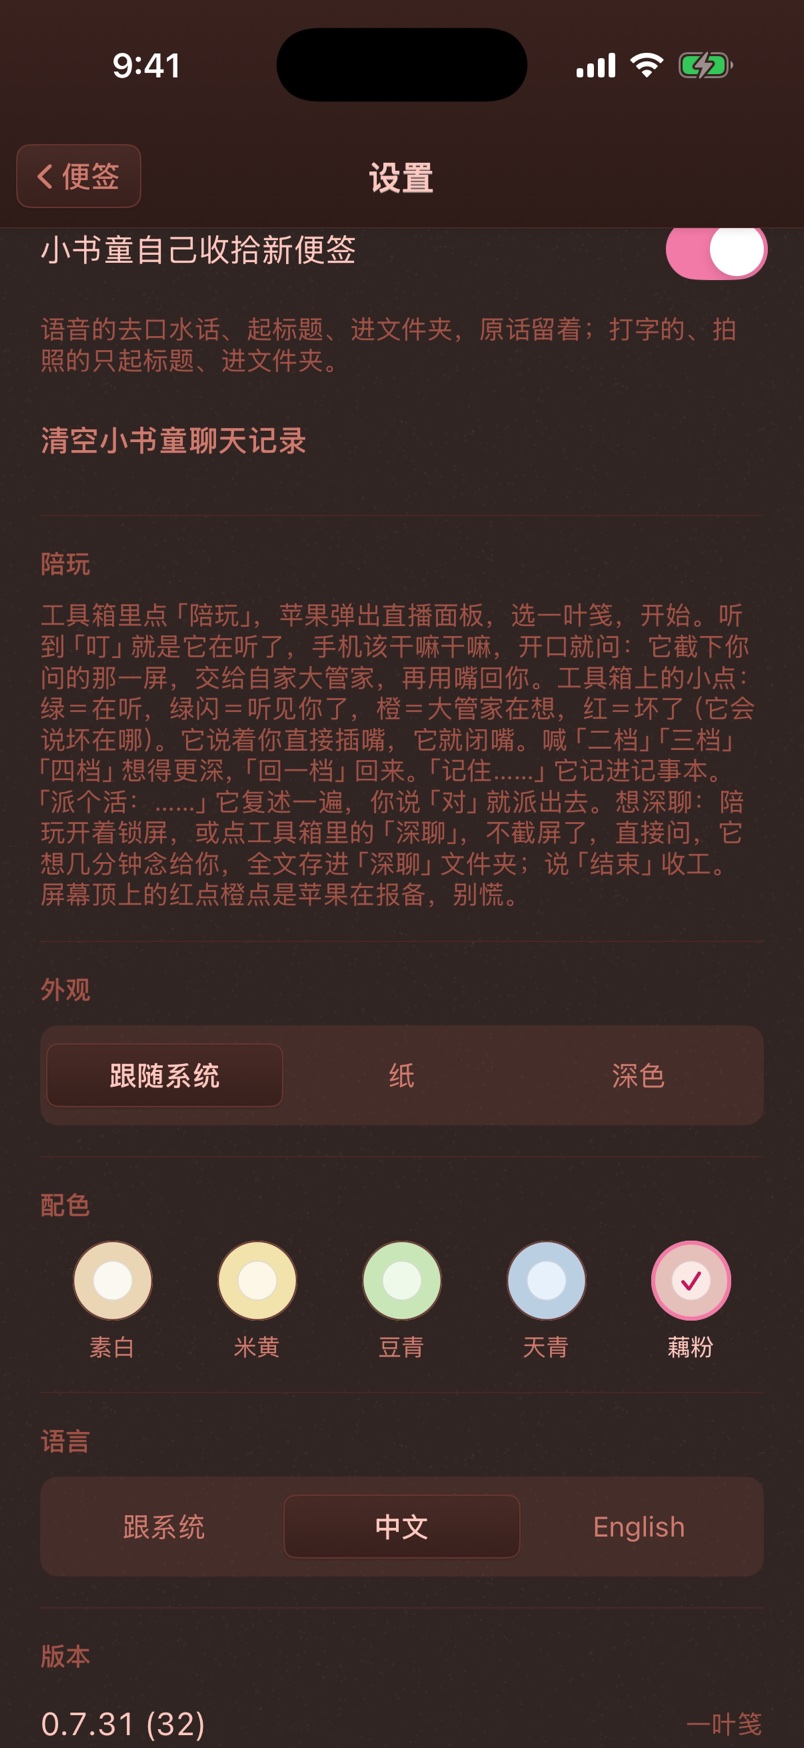 9:41
便签
设置
小书童自己收拾新便签
语音的去口水话、起标题、进文件夹，原话留着；打字的、拍
照的只起标题、进文件夹。
清空小书童聊天记录
陪玩
工具箱里点「陪玩」，苹果弹出直播面板，选一叶笺，开始。听
到「叮」就是它在听了，手机该干嘛干嘛，开口就问：它截下你
问的那一屏，交给自家大管家，再用嘴回你。工具箱上的小点：
绿＝在听，绿闪＝听见你了，橙＝大管家在想，红＝坏了（它会
说坏在哪）。它说着你直接插嘴，它就闭嘴。喊「二档」「三档」
「四档」想得更深，「回一档」回来。「记住……」它记进记事本。
「派个活：……」它复述一遍，你说「对」就派出去。想深聊：陪
玩开着锁屏，或点工具箱里的「深聊」，不截屏了，直接问，它
想几分钟念给你，全文存进「深聊」文件夹；说「结束」收工。
屏幕顶上的红点橙点是苹果在报备，别慌。
外观
跟随系统 纸 深色
配色
素白 米黄 豆青 天青 藕粉
语言
跟系统 中文 English
版本
0.7.31 (32) 一叶笺